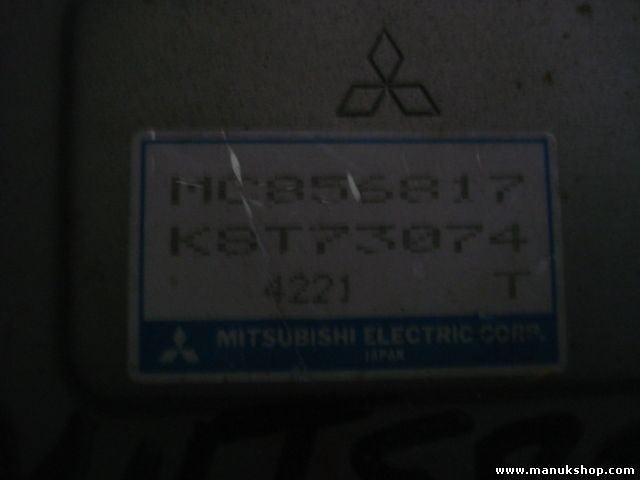 MC856817
K8T73074
4221 T
MITSUBISHI ELECTRIC CORP.
JAPAN
www.manukshop.com